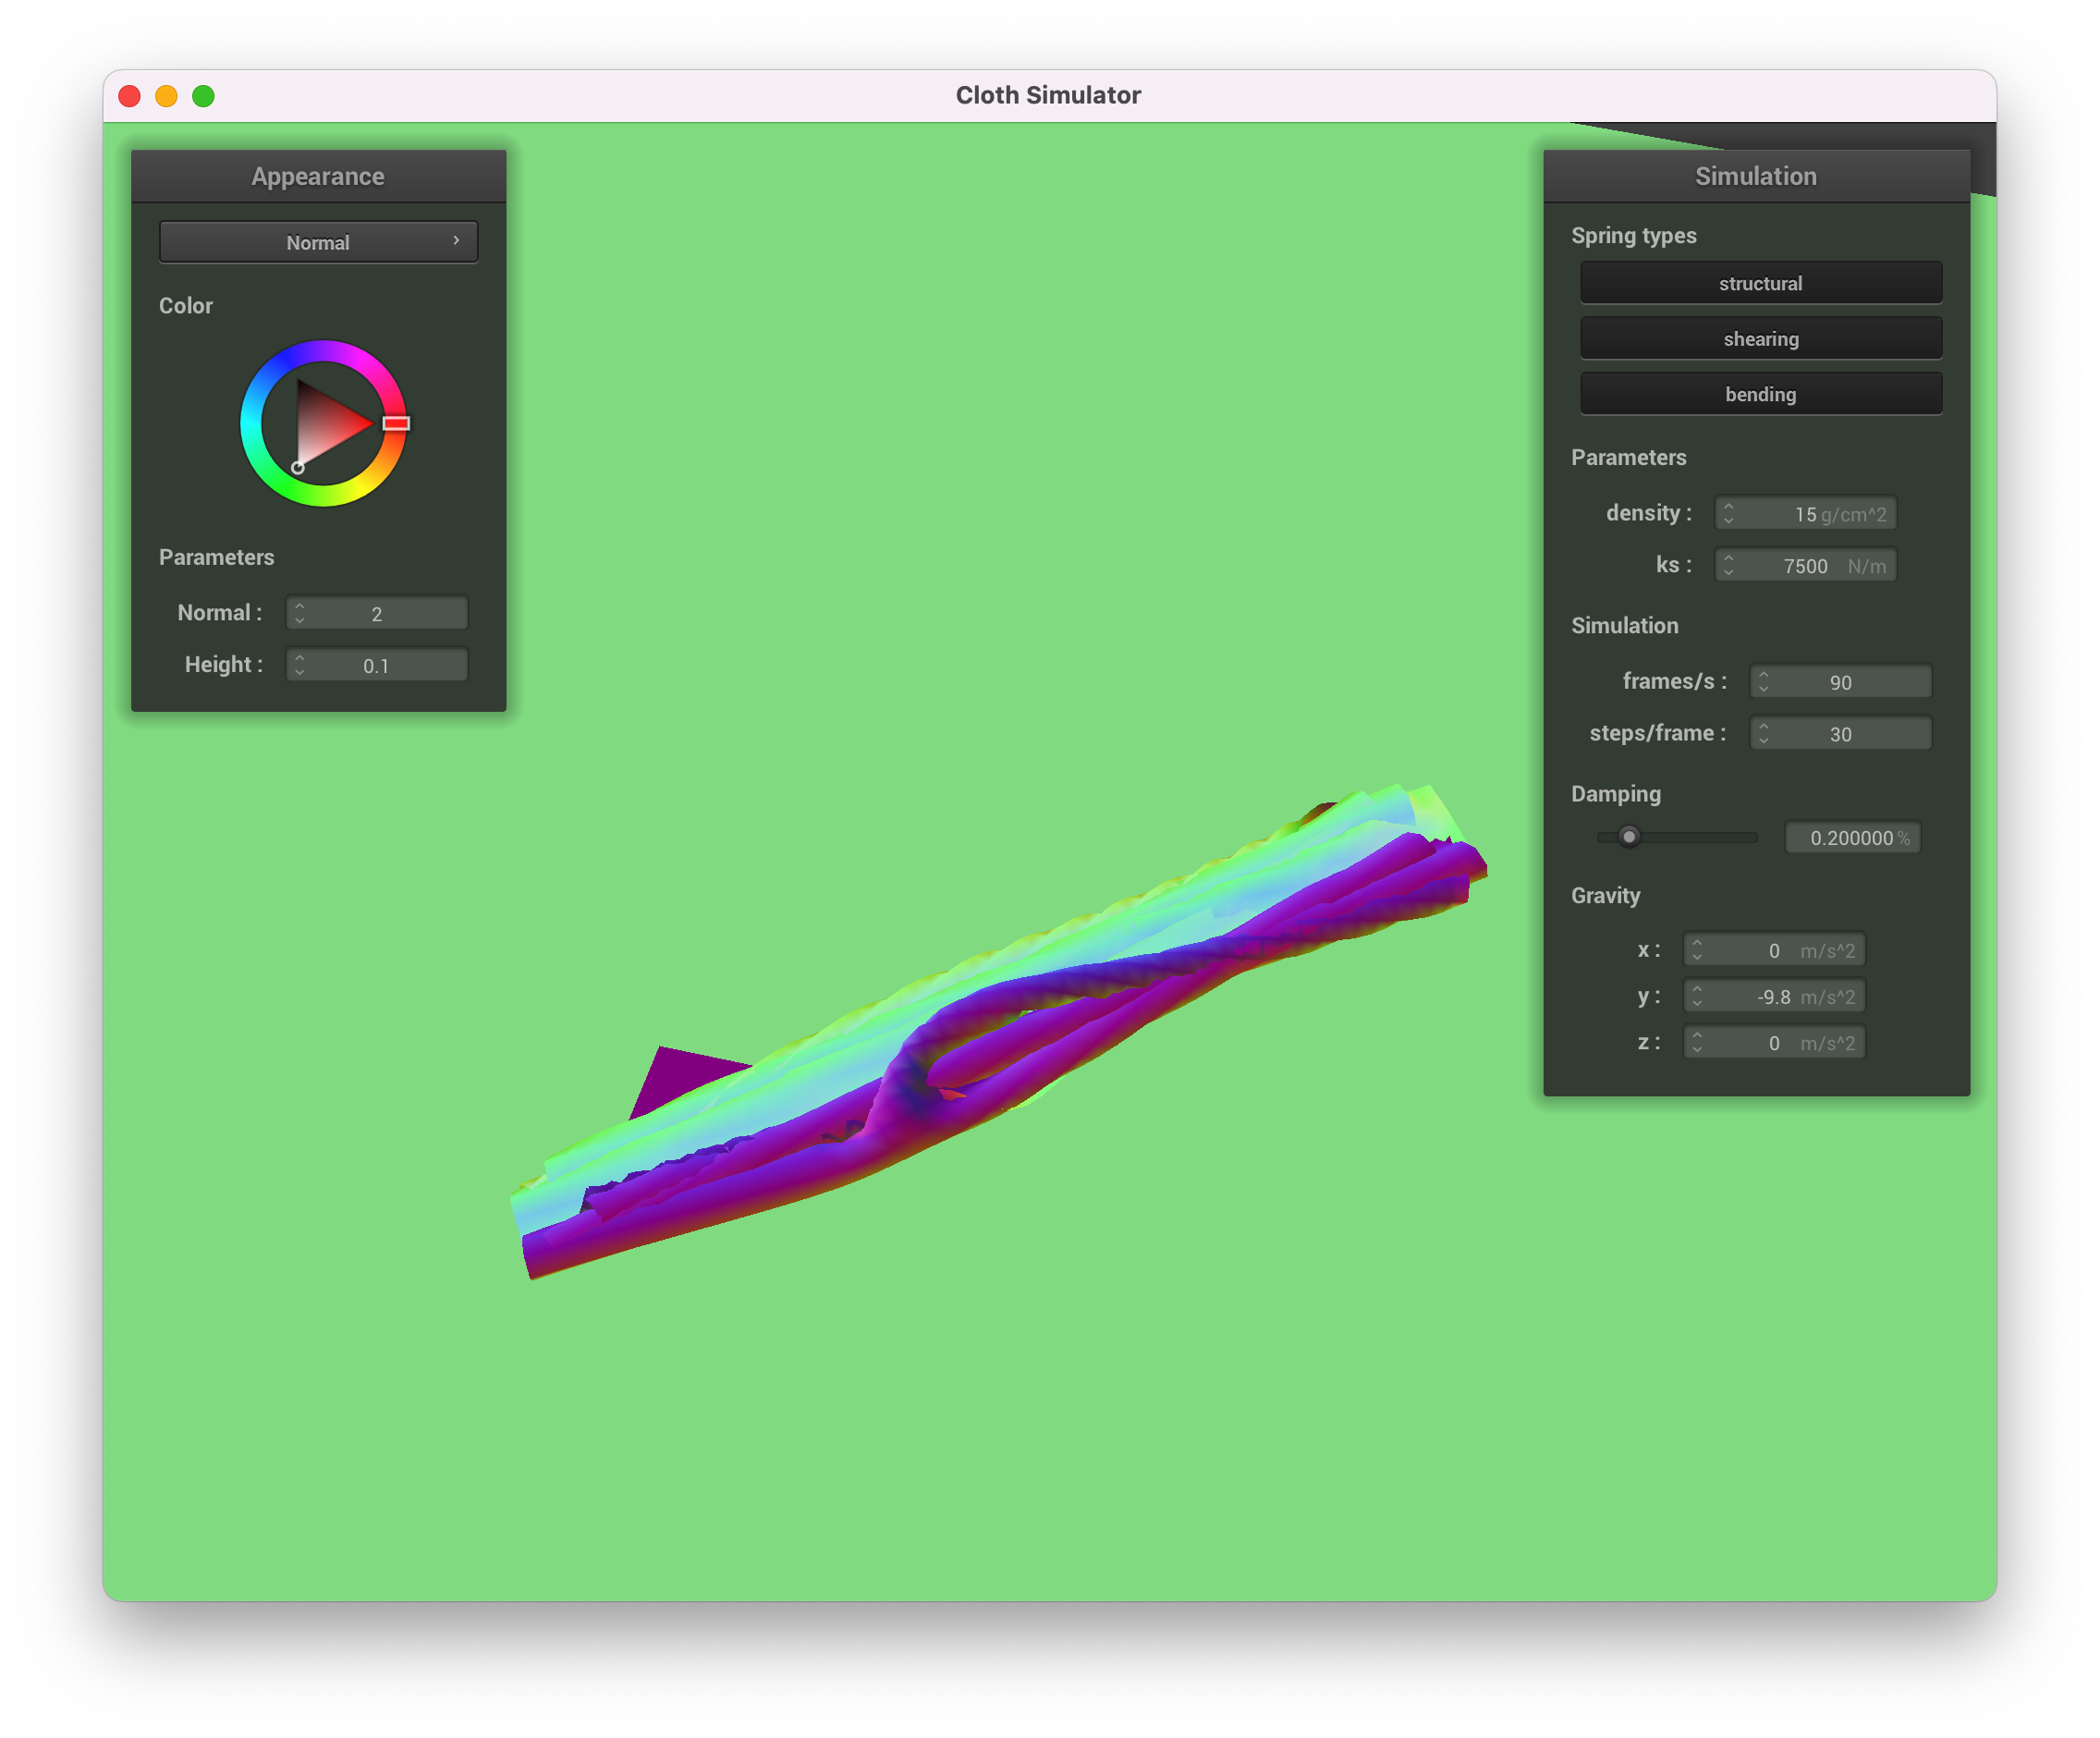 Cloth Simulator
Appearance
Normal
Color
Parameters
Normal :
2
Height :
0.1
Simulation
Spring types
structural
shearing
bending
Parameters
density :
15 g/cm^2
ks :
7500 N/m
Simulation
frames/s :
90
steps/frame :
30
Damping
0.200000 %
Gravity
x :
0 m/s^2
y :
-9.8 m/s^2
z :
0 m/s^2